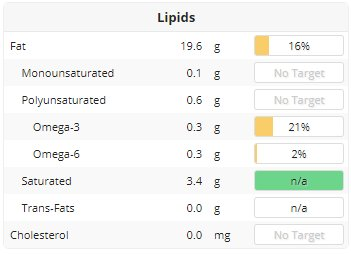 Lipids
Fat 19.6 g 16%
Monounsaturated 0.1 g No Target
Polyunsaturated 0.6 g No Target
Omega-3 0.3 g 21%
Omega-6 0.3 g 2%
Saturated 3.4 g n/a
Trans-Fats 0.0 g n/a
Cholesterol 0.0 mg No Target